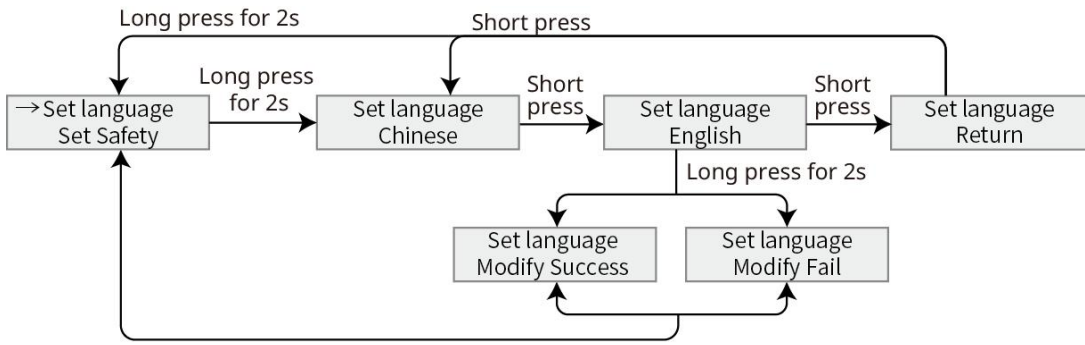 Long press for 2s
Short press
Long press
for 2s
Short
press
Short
press
→Set language
Set Safety
Set language
Chinese
Set language
English
Set language
Return
Long press for 2s
Set language
Modify Success
Set language
Modify Fail